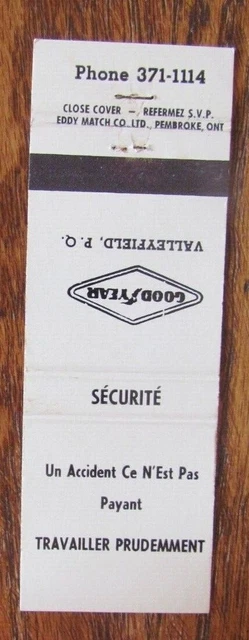 Phone 371-1114
CLOSE COVER — REFERMEZ S.V.P.
EDDY MATCH CO. LTD., PEMBROKE, ONT
VALLEYFIELD, P. Q.
GOODYEAR
SÉCURITÉ
Un Accident Ce N'Est Pas
Payant
TRAVAILLER PRUDEMMENT